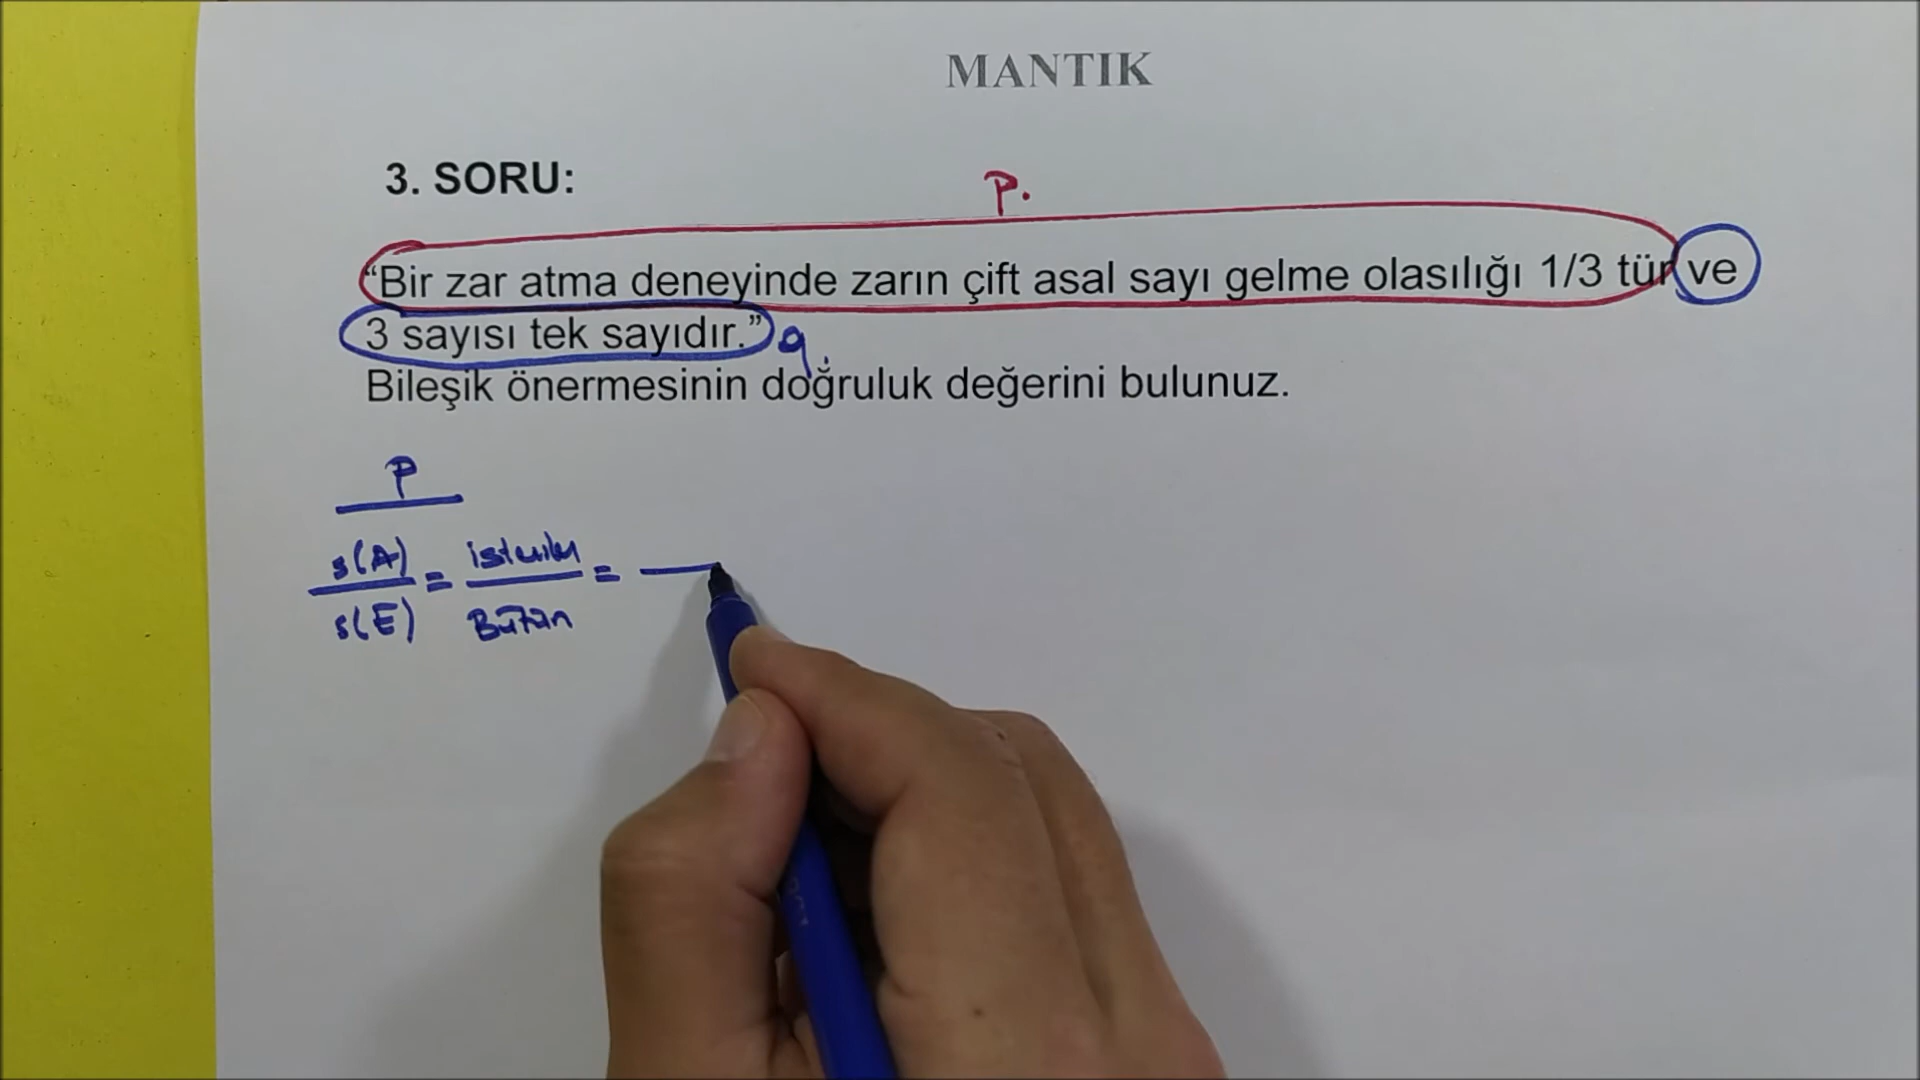 MANTIK
3. SORU:
P.
“Bir zar atma deneyinde zarın çift asal sayı gelme olasılığı 1/3 tür ve
3 sayısı tek sayıdır.” q.
Bileşik önermesinin doğruluk değerini bulunuz.
P
s(A) = istenilen =
s(E) Bütün